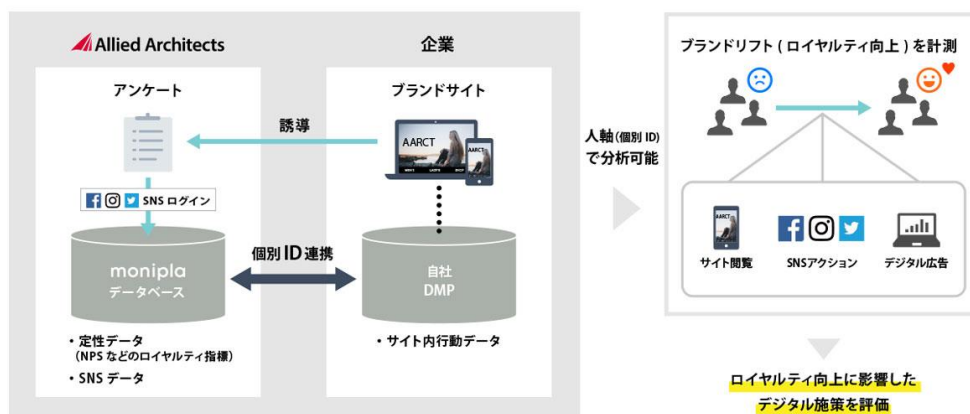 Allied Architects
企業
ブランドリフト ( ロイヤルティ向上 ) を計測
アンケート
ブランドサイト
誘導
AARCT
AARCT
人軸(個別 ID)
で分析可能
SNS ログイン
個別 ID 連携
monipla
データベース
自社
DMP
AARCT
サイト閲覧
SNSアクション
デジタル広告
・定性データ
(NPS などのロイヤルティ指標)
・SNS データ
・サイト内行動データ
ロイヤルティ向上に影響した
デジタル施策を評価